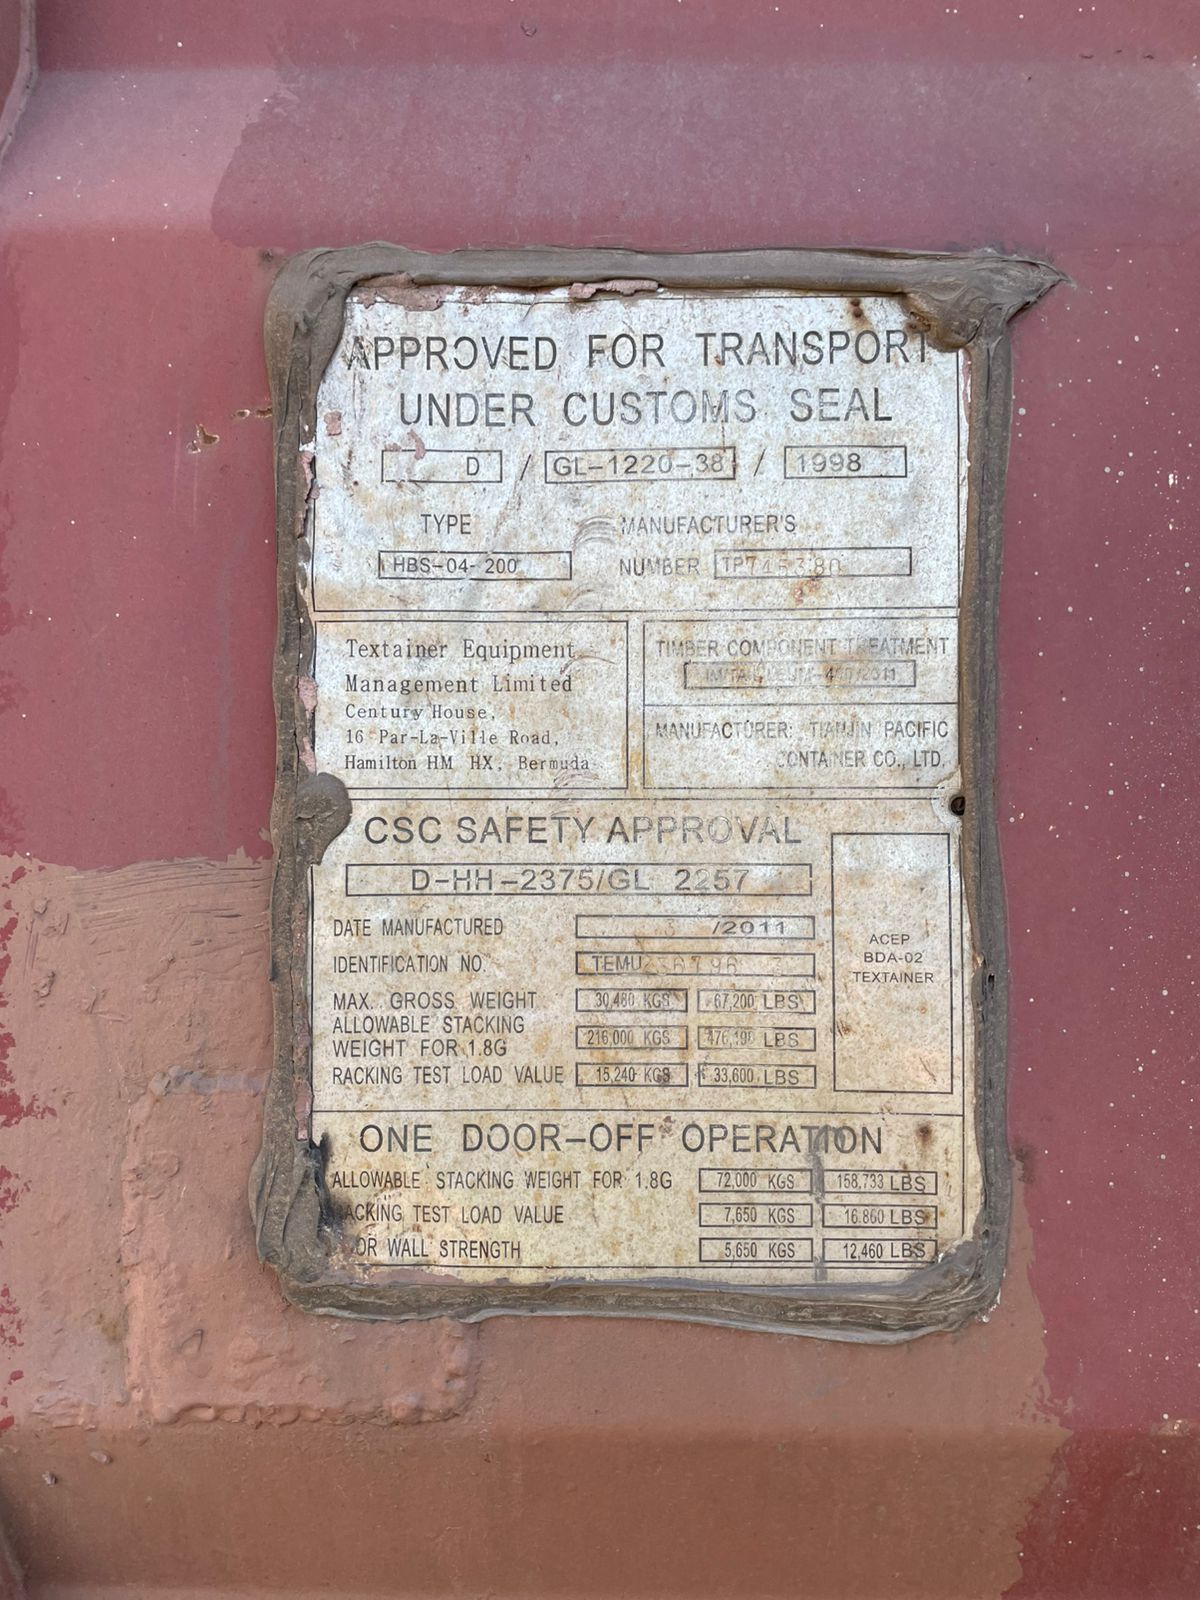 APPROVED FOR TRANSPORT
UNDER CUSTOMS SEAL
D / GL-1220-38 / 1998
TYPE MANUFACTURER'S
HBS-04-200 NUMBER
Textainer Equipment
Management Limited
Century House,
16 Par-La-Ville Road,
Hamilton HM HX, Bermuda
TIMBER COMPONENT TREATMENT
MANUFACTURER: TIANJIN PACIFIC
CONTAINER CO., LTD.
CSC SAFETY APPROVAL
D-HH-2375/GL 2257
DATE MANUFACTURED 3 /2011
IDENTIFICATION NO.
MAX. GROSS WEIGHT 30,480 KGS 67,200 LBS
ALLOWABLE STACKING
WEIGHT FOR 1.8G 216,000 KGS 476,190 LBS
RACKING TEST LOAD VALUE 15,240 KGS 33,600 LBS
ACEP
BDA-02
TEXTAINER
ONE DOOR-OFF OPERATION
ALLOWABLE STACKING WEIGHT FOR 1.8G 72,000 KGS 158,733 LBS
ACKING TEST LOAD VALUE 7,650 KGS 16.860 LBS
OR WALL STRENGTH 5,650 KGS 12,460 LBS